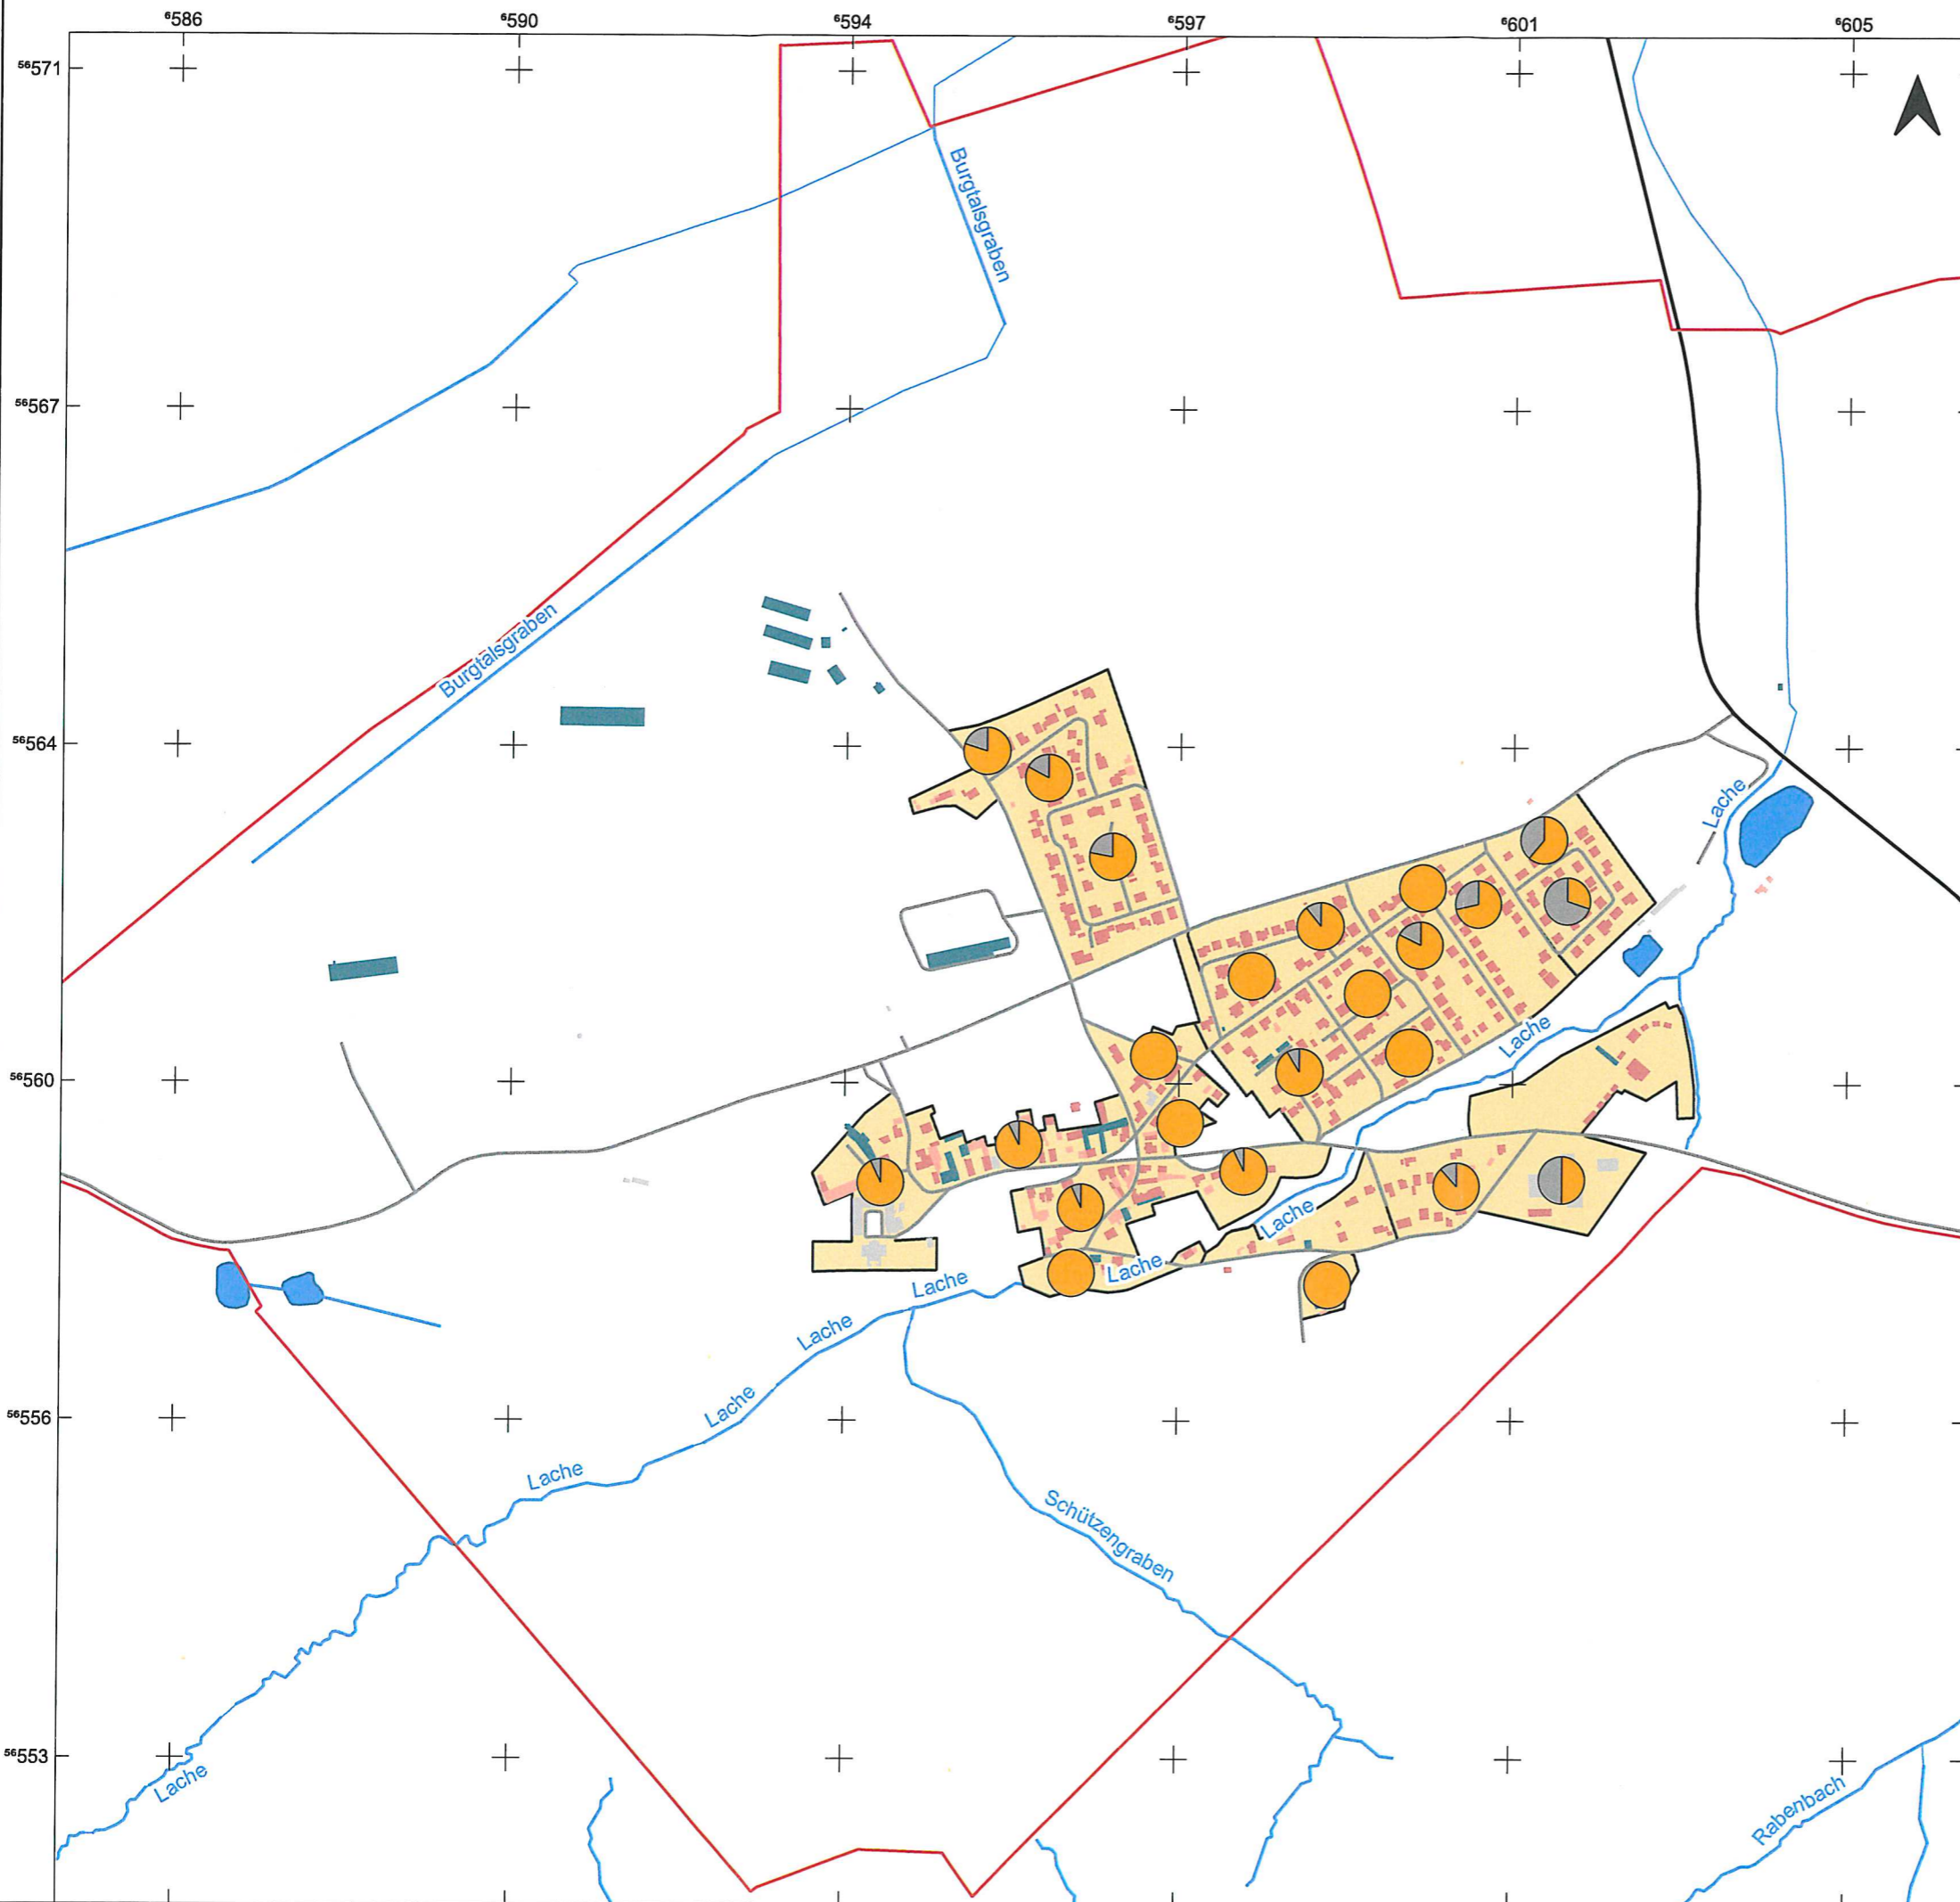 ⁶586 ⁶590 ⁶594 ⁶597 ⁶601 ⁶605
⁵⁶571
Burgtalsgraben
⁵⁶567
Burgtalsgraben
⁵⁶564
Lache
Lache
⁵⁶560
Lache
Lache
Lache
Lache
⁵⁶556
Lache
Lache
Schützengraben
⁵⁶553
Lache
Rabenbach